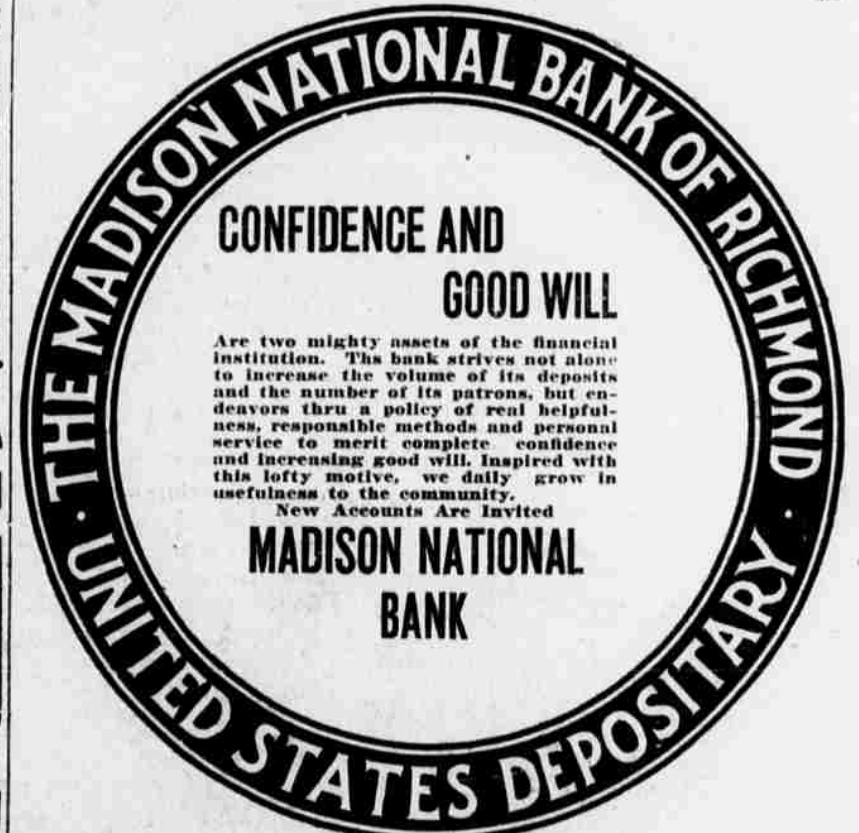 THE MADISON NATIONAL BANK OF RICHMOND
CONFIDENCE AND
GOOD WILL
Are two mighty assets of the financial
institution. Ths bank strives not alone
to increase the volume of its deposits
and the number of its patrons, but en-
deavors thru a policy of real helpful-
ness, responsible methods and personal
service to merit complete confidence
and increasing good will. Inspired with
this lofty motive, we daily grow in
usefulness to the community.
New Accounts Are Invited
MADISON NATIONAL
BANK
· UNITED STATES DEPOSITARY ·